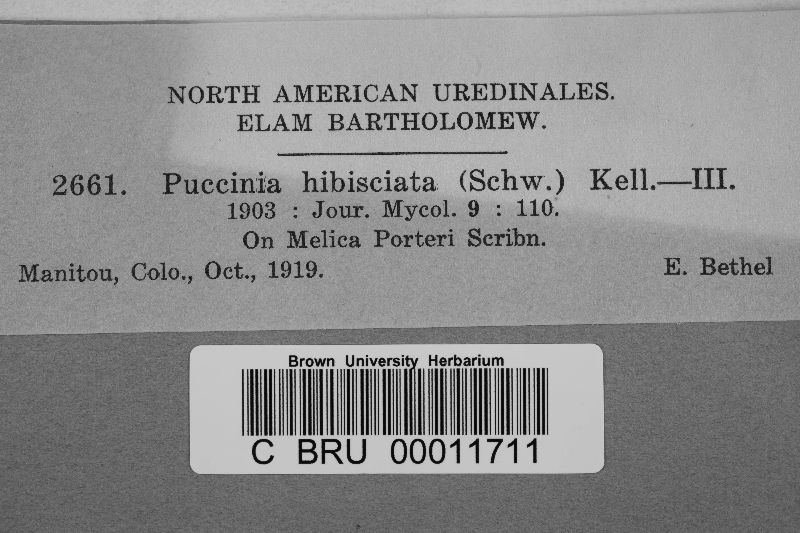 NORTH AMERICAN UREDINALES.
ELAM BARTHOLOMEW.
2661. Puccinia hibisciata (Schw.) Kell.—III.
1903 : Jour. Mycol. 9 : 110.
On Melica Porteri Scribn.
Manitou, Colo., Oct., 1919. E. Bethel
Brown University Herbarium
C BRU 00011711